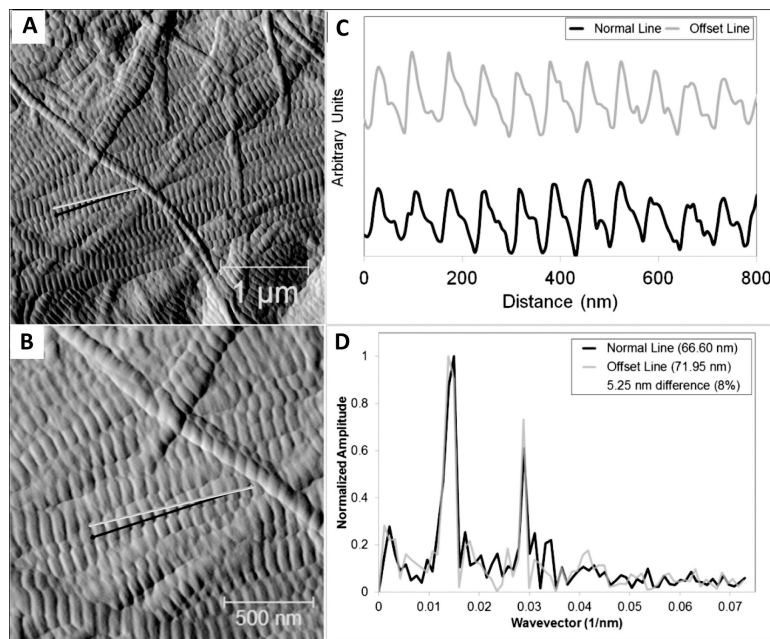 A
1 µm
B
500 nm
C
Normal Line Offset Line
Arbitrary Units
0 200 400 600 800
Distance (nm)
D
Normal Line (66.60 nm)
Offset Line (71.95 nm)
5.25 nm difference (8%)
Normalized Amplitude
1
0.8
0.6
0.4
0.2
0
0 0.01 0.02 0.03 0.04 0.05 0.06 0.07
Wavevector (1/nm)